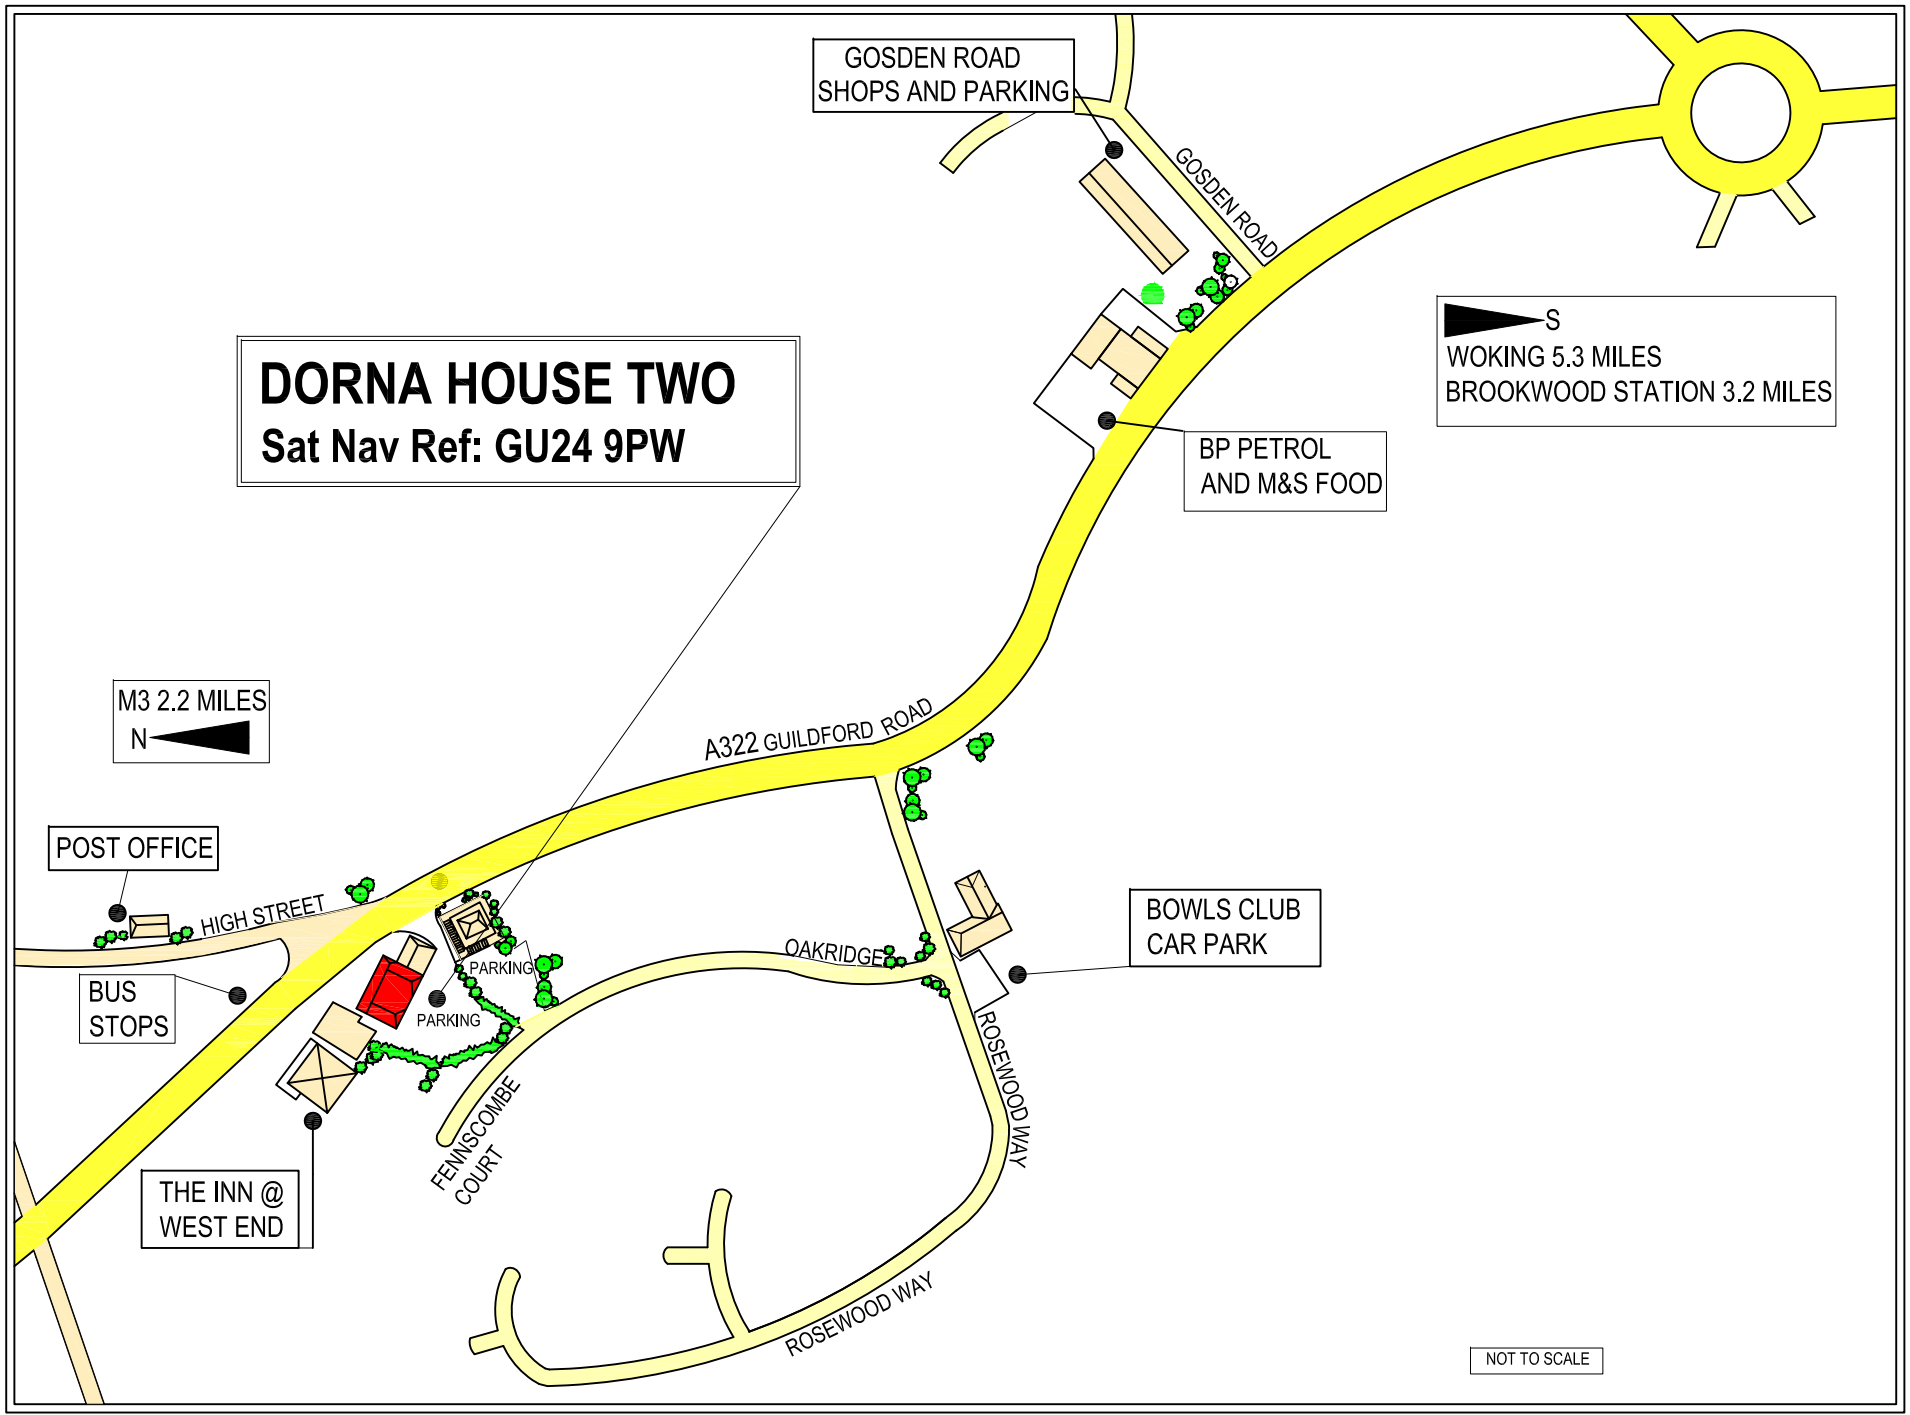 GOSDEN ROAD
SHOPS AND PARKING
GOSDEN ROAD
S
WOKING 5.3 MILES
BROOKWOOD STATION 3.2 MILES
DORNA HOUSE TWO
Sat Nav Ref: GU24 9PW
BP PETROL
AND M&S FOOD
M3 2.2 MILES
N
A322 GUILDFORD ROAD
POST OFFICE
HIGH STREET
BUS
STOPS
PARKING
PARKING
OAKRIDGE
BOWLS CLUB
CAR PARK
ROSEWOOD WAY
FENNSCOMBE
COURT
THE INN @
WEST END
ROSEWOOD WAY
NOT TO SCALE